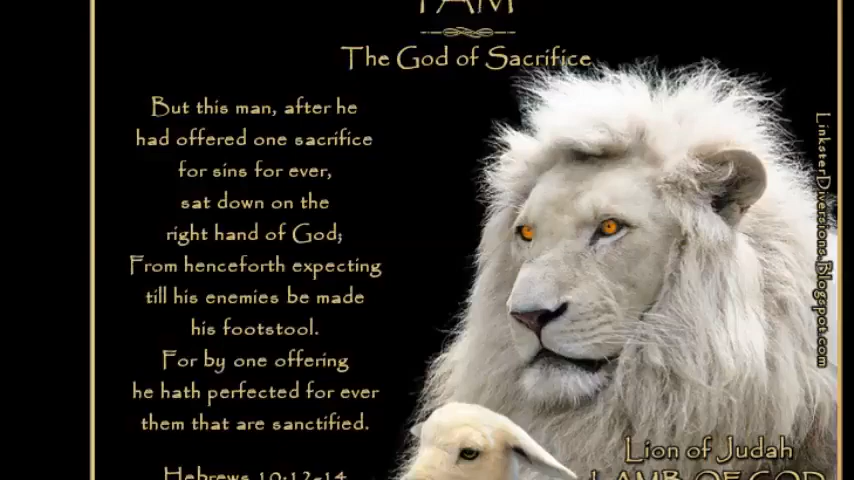 I AM
The God of Sacrifice
But this man, after he
had offered one sacrifice
for sins for ever,
sat down on the
right hand of God;
From henceforth expecting
till his enemies be made
his footstool.
For by one offering
he hath perfected for ever
them that are sanctified.
Hebrews 10:12-14
Lion of Judah
LAMB OF GOD
LinksterDiversions.Blogspot.com